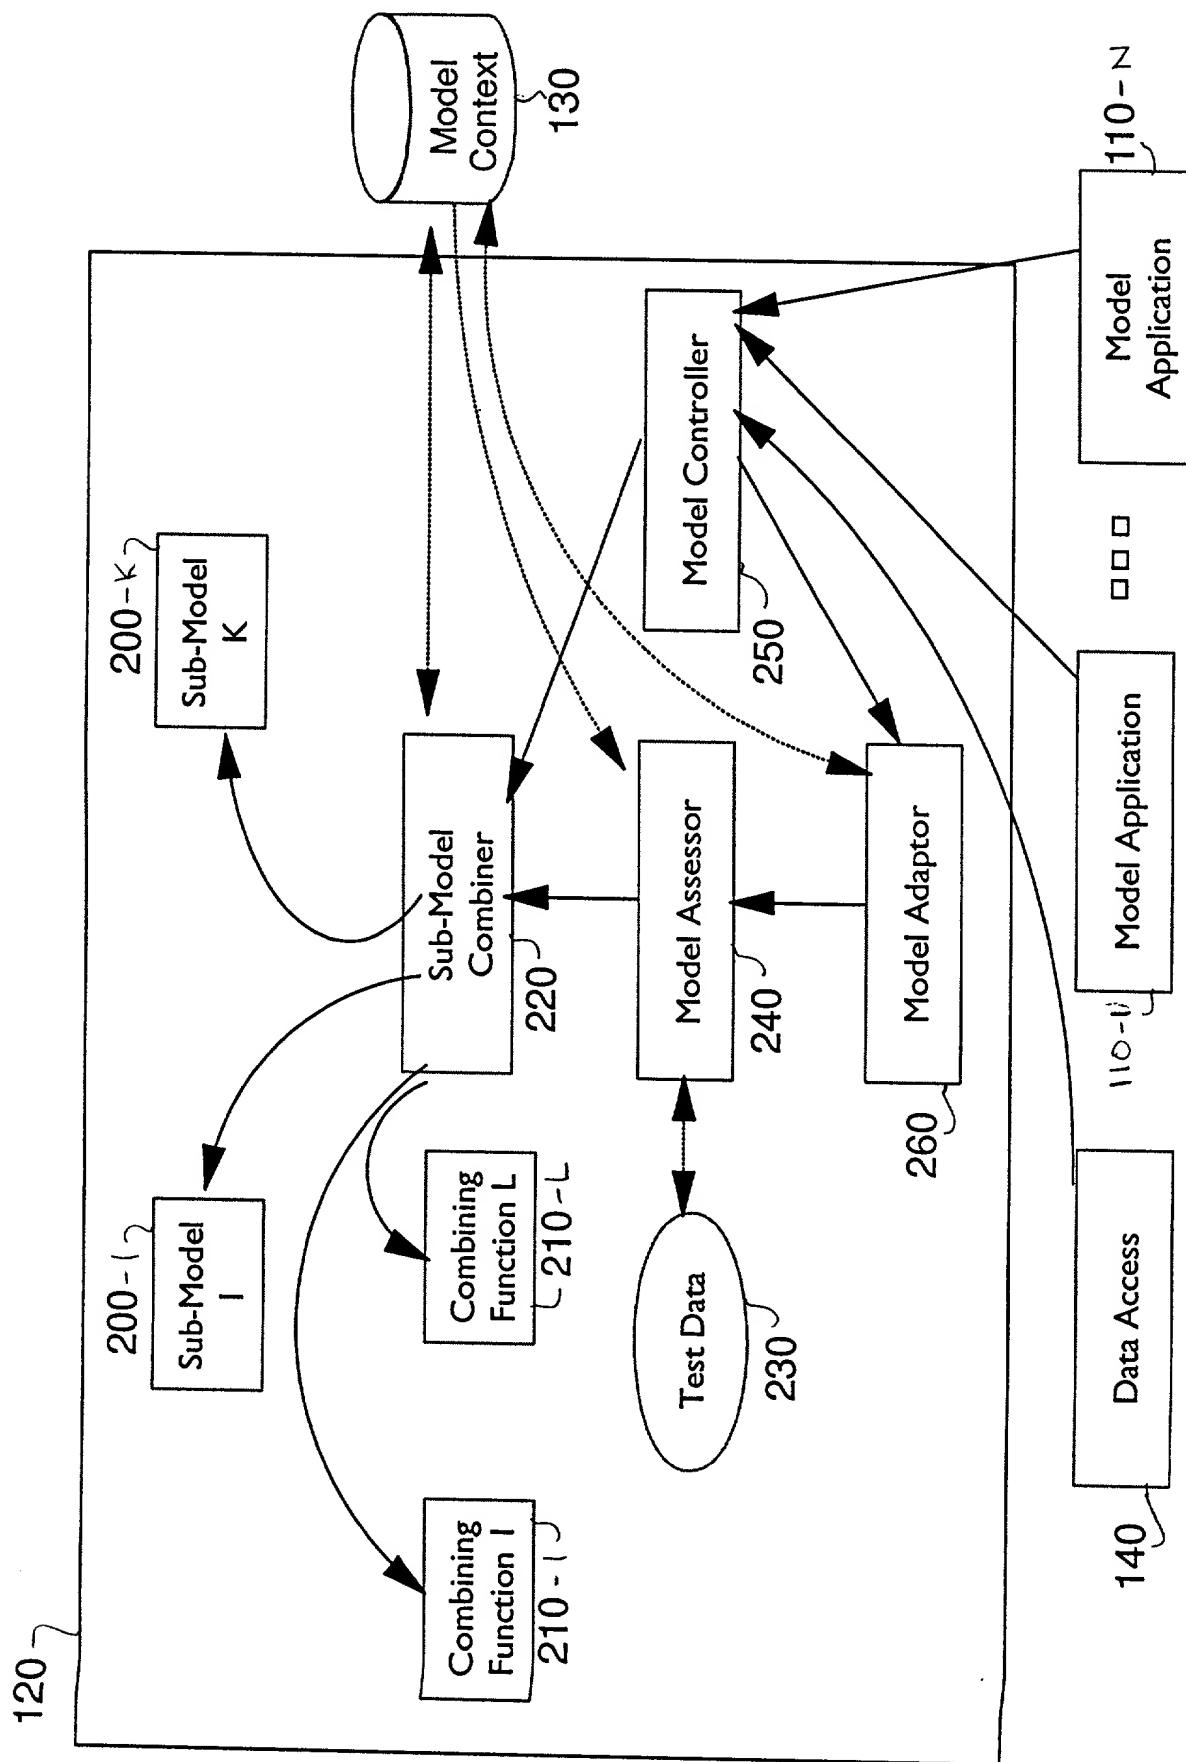 120
200-1
Sub-Model
1
200-K
Sub-Model
K
Combining
Function 1
210-1
Combining
Function L
210-L
Sub-Model
Combiner
220
Model
Context
130
Test Data
230
Model Assessor
240
Model Controller
250
Model Adaptor
260
Data Access
140
Model Application
110-1
Model
Application
110-N